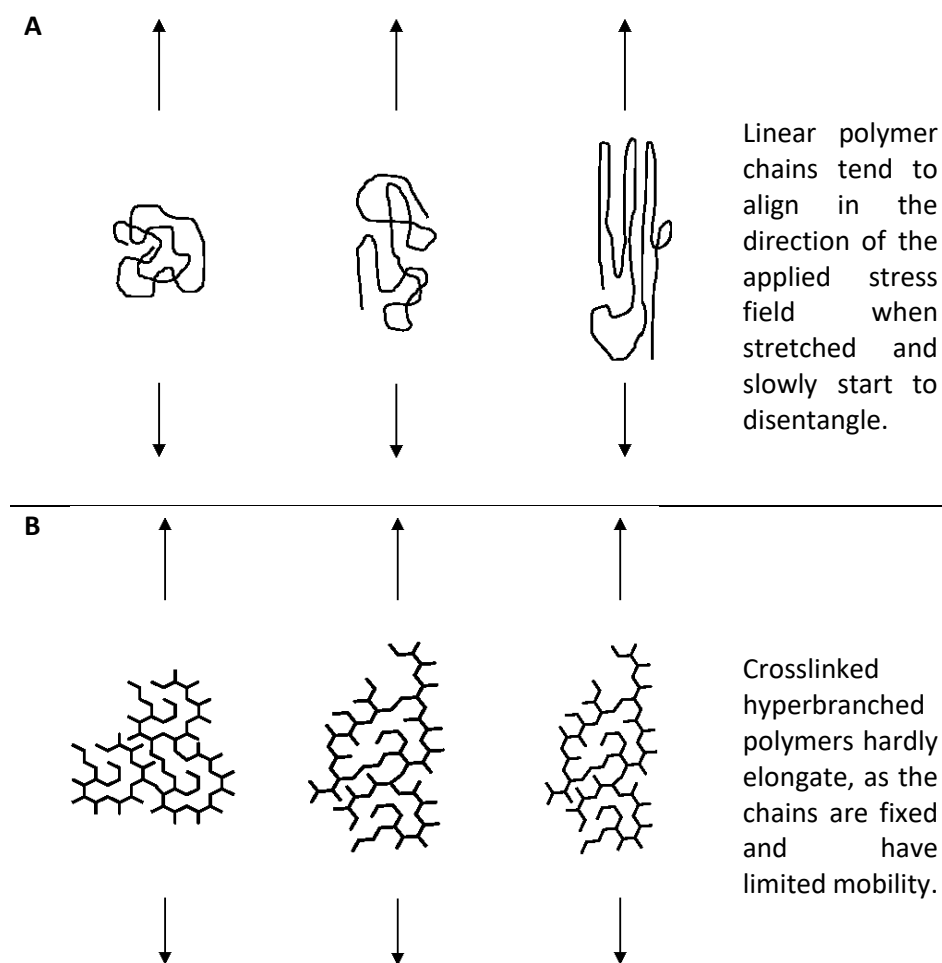 A
Linear polymer
chains tend to
align in the
direction of the
applied stress
field when
stretched and
slowly start to
disentangle.
B
Crosslinked
hyperbranched
polymers hardly
elongate, as the
chains are fixed
and have
limited mobility.